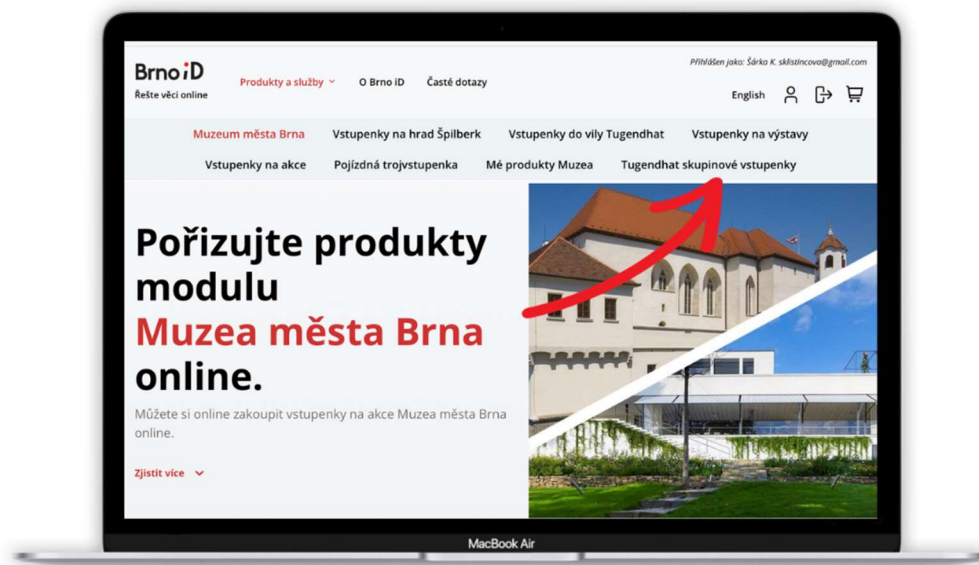 Brno iD
Řešte věci online
Produkty a služby
O Brno iD
Časté dotazy
Přihlášen jako: Šárka K. sklistincova@gmail.com
English
Muzeum města Brna
Vstupenky na hrad Špilberk
Vstupenky do vily Tugendhat
Vstupenky na výstavy
Vstupenky na akce
Pojízdná trojvstupenka
Mé produkty Muzea
Tugendhat skupinové vstupenky
Pořizujte produkty
modulu
Muzea města Brna
online.
Můžete si online zakoupit vstupenky na akce Muzea města Brna
online.
Zjistit více
MacBook Air